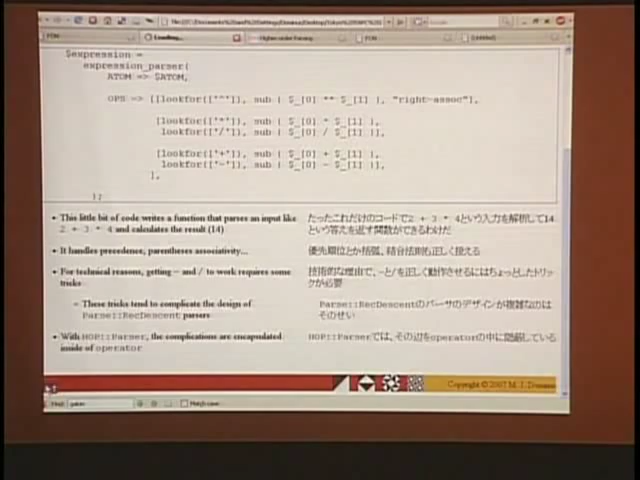 Loading...
Higher-order Parsing
(Untitled)
$expression =
expression_parser(
ATOM => $ATOM,
OPS => [[lookfor(['^']), sub { $_[0] ** $_[1] }, "right-assoc"],
[lookfor(['*']), sub { $_[0] * $_[1] }],
[lookfor(['/']), sub { $_[0] / $_[1] }],
[lookfor(['+']), sub { $_[0] + $_[1] }],
[lookfor(['-']), sub { $_[0] - $_[1] }],
],
);
• This little bit of code writes a function that parses an input like
2 + 3 * 4 and calculates the result (14)
たったこれだけのコードで2 + 3 * 4という入力を解析して14
という答えを返す関数ができるわけだ
• It handles precedence, parentheses associativity...
優先順位とか括弧、結合法則も正しく扱える
• For technical reasons, getting − and / to work requires some
tricks
技術的な理由で、-と/を正しく動作させるにはちょっとしたトリッ
クが必要
These tricks tend to complicate the design of
Parse::RecDescent parsers
Parse::RecDescentのパーサのデザインが複雑なのは
そのせい
• With HOP::Parser, the complications are encapsulated
inside of operator
HOP::Parserでは、その辺をoperatorの中に隠蔽している
Copyright © 2007 M. J. Dominus
Find:
Match case